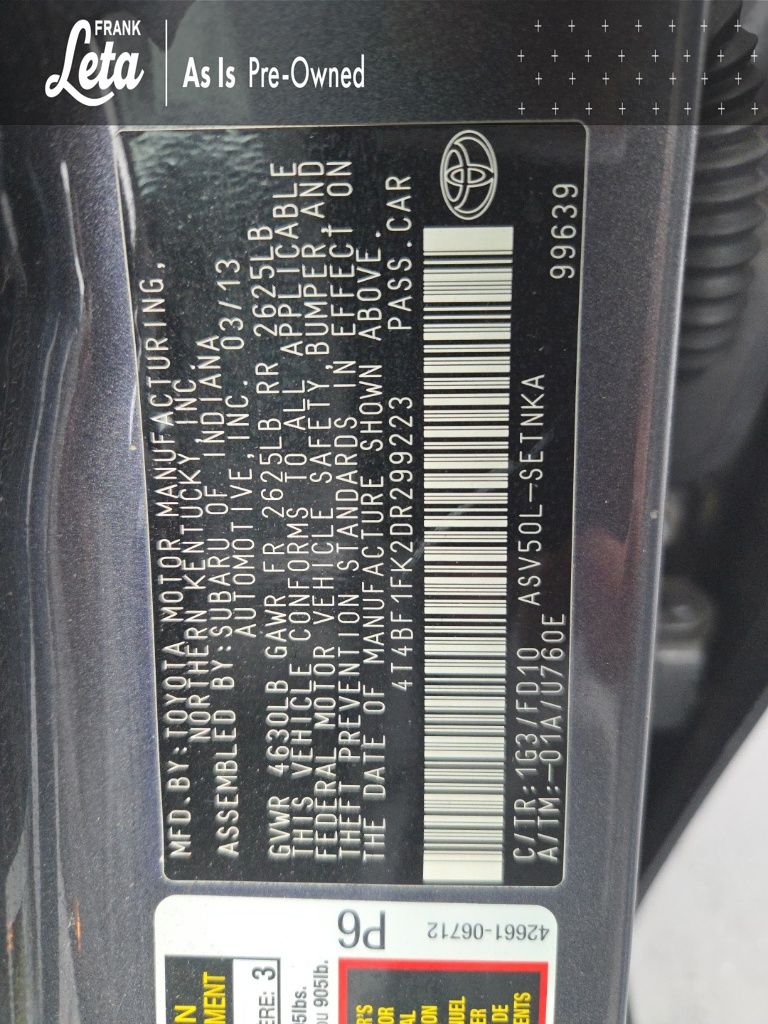 FRANK
Leta
As Is Pre-Owned
MFD.BY:TOYOTA MOTOR MANUFACTURING,
NORTHERN KENTUCKY, INC.
ASSEMBLED BY:SUBARU OF INDIANA
AUTOMOTIVE, INC. 03/13
GVWR 4630LB GAWR FR 2625LB RR 2625LB
THIS VEHICLE CONFORMS TO ALL APPLICABLE
FEDERAL MOTOR VEHICLE SAFETY, BUMPER, AND
THEFT PREVENTION STANDARDS IN EFFECT ON
THE DATE OF MANUFACTURE SHOWN ABOVE.
4T4BF1FK2DR299223 PASS.CAR
99639
C/TR:1G3/FD10 ASV50L-SETNKA
A/TM:-01A/U760E
P6
42661-06712